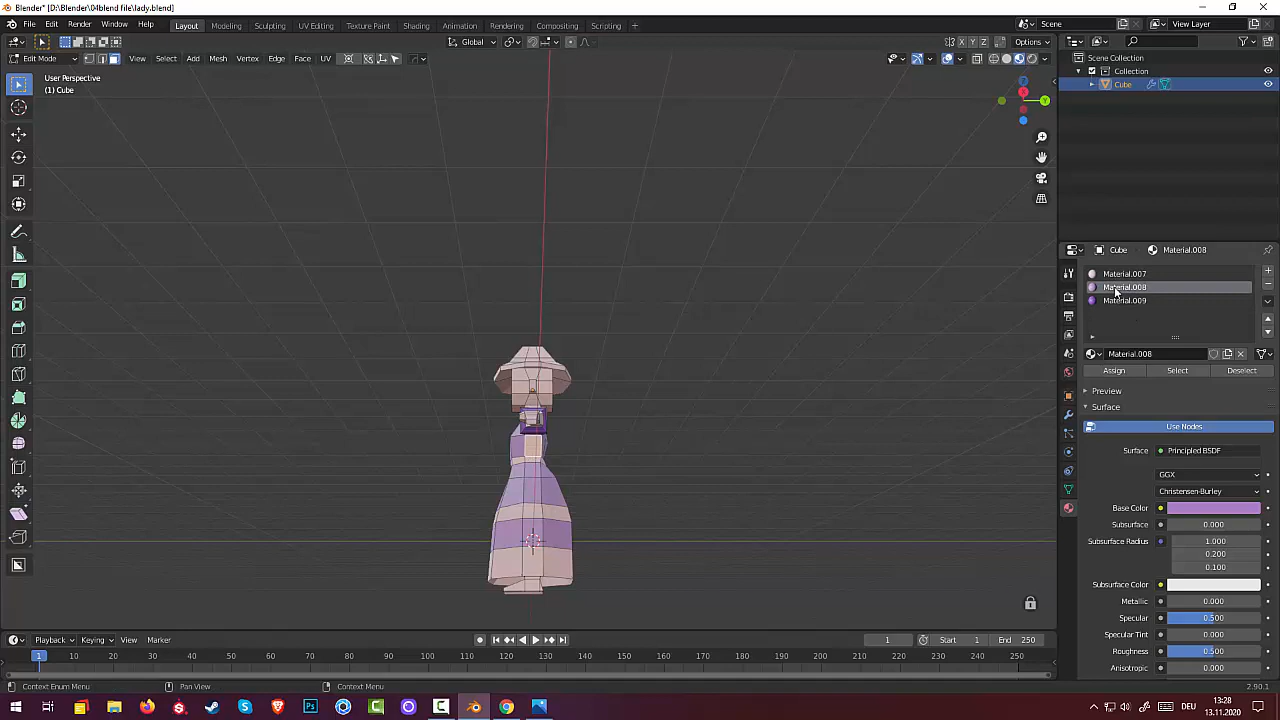 Blender* [D:\Blender\04blend file\lady.blend]
File Edit Render Window Help Layout Modeling Sculpting UV Editing Texture Paint Shading Animation Rendering Compositing Scripting Scene View Layer
Global X Y Z Options
Edit Mode View Select Add Mesh Vertex Edge Face UV
User Perspective
(1) Cube
Scene Collection
Collection
Cube
Cube Material.008
Material.007
Material.008
Material.009
Material.008
Assign Select Deselect
Preview
Surface
Use Nodes
Surface Principled BSDF
GGX
Christensen-Burley
Base Color
Subsurface 0.000
Subsurface Radius 1.000
0.200
0.100
Subsurface Color
Metallic 0.000
Specular 0.500
Specular Tint 0.000
Roughness 0.500
Anisotropic 0.000
Playback Keying View Marker 1 Start 1 End 250
1 10 20 30 40 50 60 70 80 90 100 110 120 130 140 150 160 170 180 190 200 210 220 230 240 250
Context Enum Menu Pan View Context Menu 2.90.1
DEU 13:28
13.11.2020